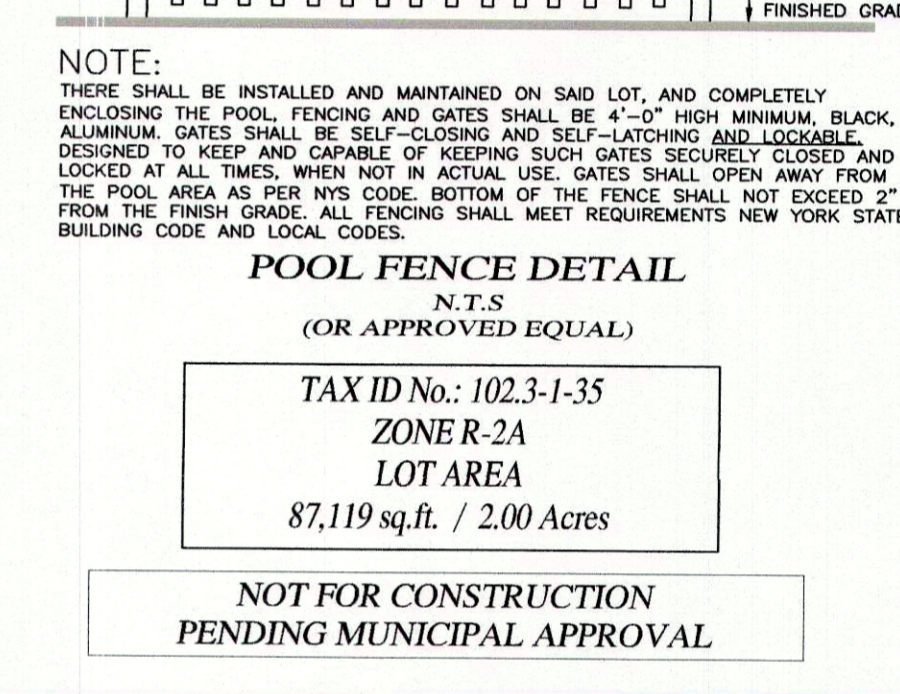 FINISHED GRAD
NOTE:
THERE SHALL BE INSTALLED AND MAINTAINED ON SAID LOT, AND COMPLETELY
ENCLOSING THE POOL, FENCING AND GATES SHALL BE 4'-0" HIGH MINIMUM, BLACK,
ALUMINUM. GATES SHALL BE SELF-CLOSING AND SELF-LATCHING AND LOCKABLE,
DESIGNED TO KEEP AND CAPABLE OF KEEPING SUCH GATES SECURELY CLOSED AND
LOCKED AT ALL TIMES, WHEN NOT IN ACTUAL USE. GATES SHALL OPEN AWAY FROM
THE POOL AREA AS PER NYS CODE. BOTTOM OF THE FENCE SHALL NOT EXCEED 2"
FROM THE FINISH GRADE. ALL FENCING SHALL MEET REQUIREMENTS NEW YORK STATE
BUILDING CODE AND LOCAL CODES.
POOL FENCE DETAIL
N.T.S
(OR APPROVED EQUAL)
TAX ID No.: 102.3-1-35
ZONE R-2A
LOT AREA
87,119 sq.ft. / 2.00 Acres
NOT FOR CONSTRUCTION
PENDING MUNICIPAL APPROVAL